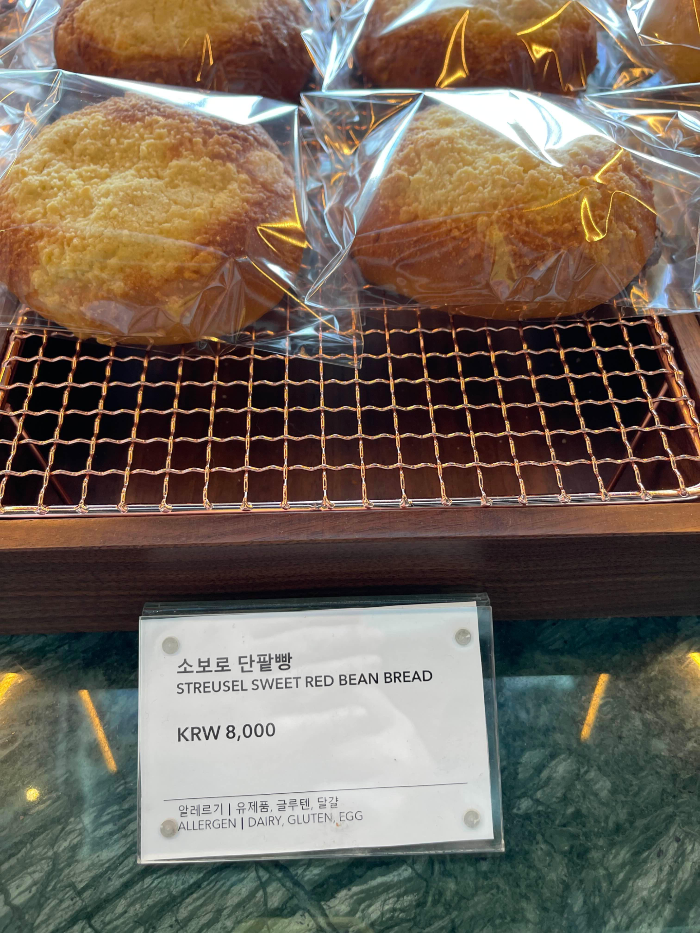 소보로 단팥빵
STREUSEL SWEET RED BEAN BREAD
KRW 8,000
알레르기 | 유제품, 글루텐, 달걀
ALLERGEN | DAIRY, GLUTEN, EGG